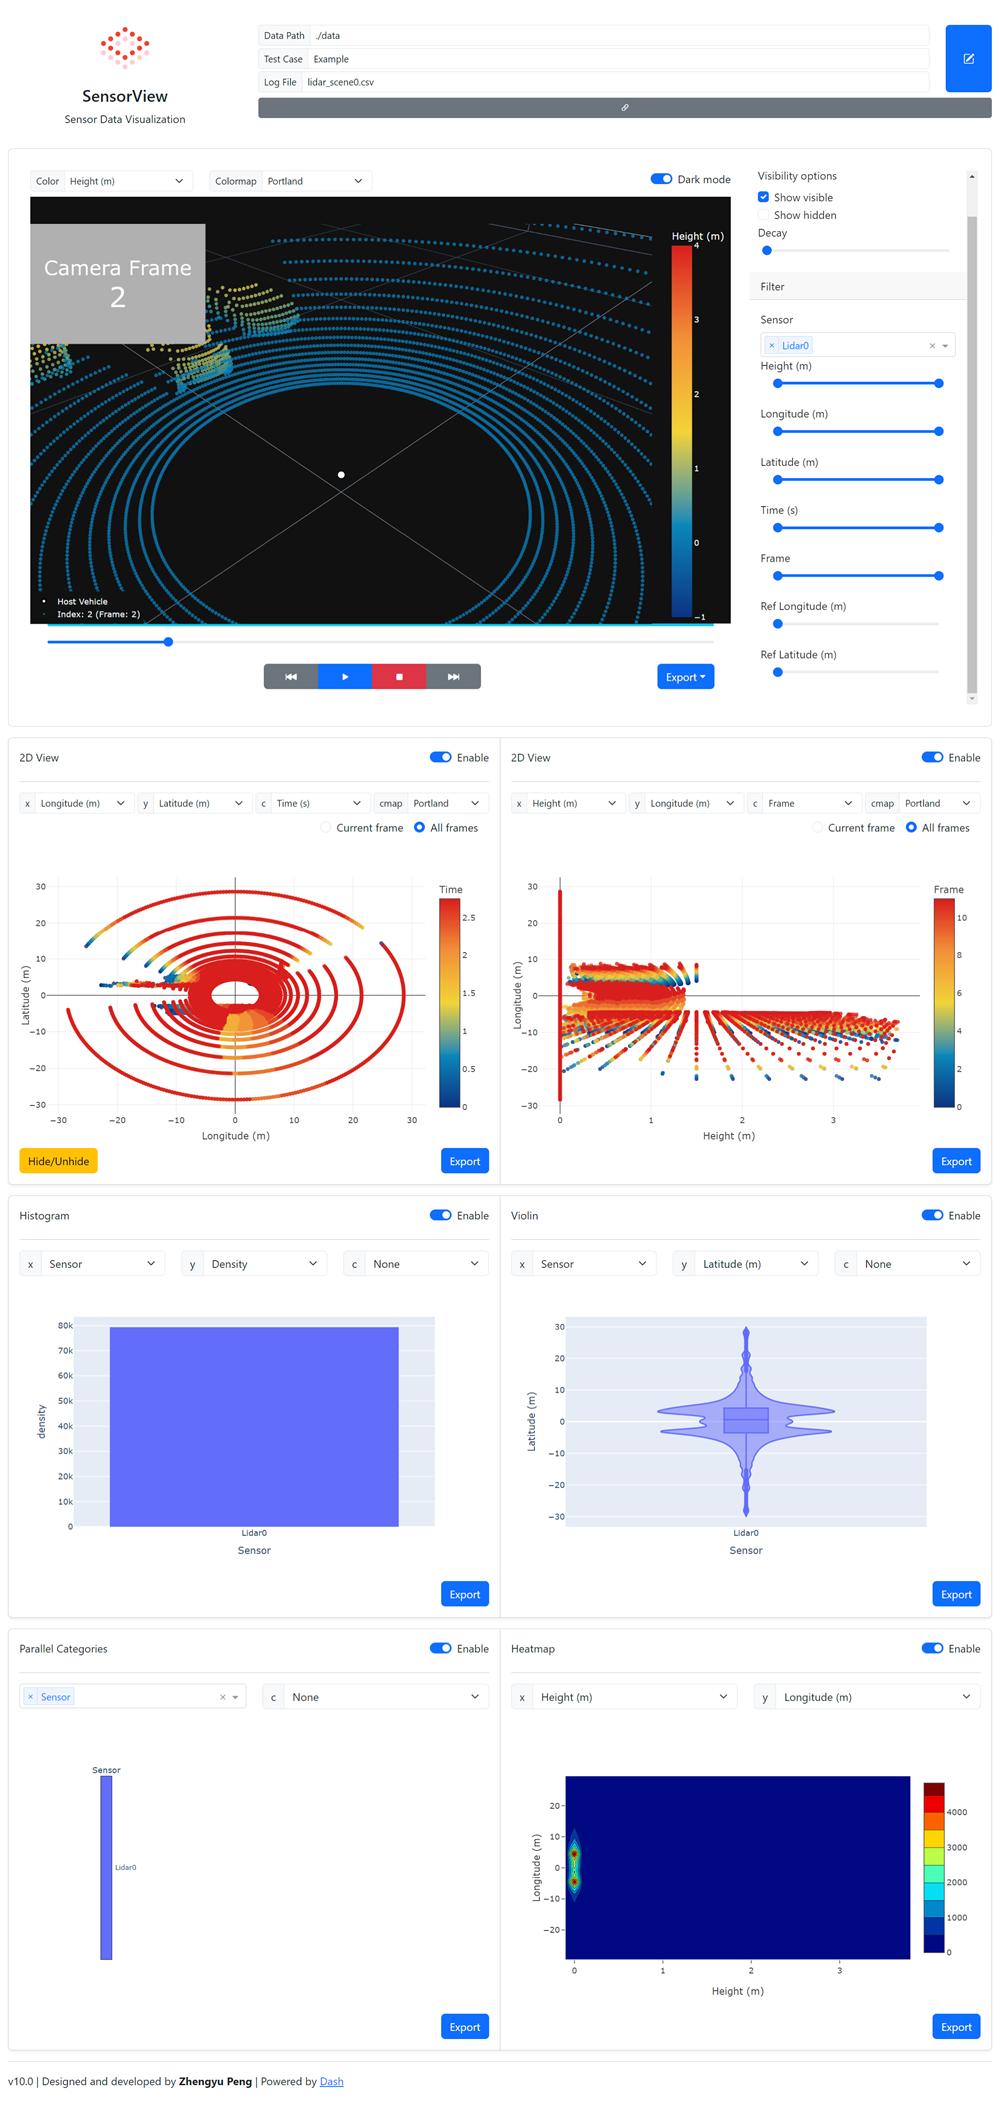 SensorView
Sensor Data Visualization
Data Path ./data
Test Case Example
Log File lidar_scene0.csv
Color Height (m)
Colormap Portland
Dark mode
Camera Frame
2
Height (m)
4
3
2
1
0
−1
Host Vehicle
Index: 2 (Frame: 2)
Export
Visibility options
Show visible
Show hidden
Decay
Filter
Sensor
× Lidar0 ×
Height (m)
Longitude (m)
Latitude (m)
Time (s)
Frame
Ref Longitude (m)
Ref Latitude (m)
2D View
Enable
x Longitude (m) y Latitude (m) c Time (s) cmap Portland
Current frame All frames
Time
30
20
10
0
−10
−20
−30
Latitude (m)
2.5
2
1.5
1
0.5
0
−30 −20 −10 0 10 20 30
Longitude (m)
Hide/Unhide
Export
2D View
Enable
x Height (m) y Longitude (m) c Frame cmap Portland
Current frame All frames
Frame
30
20
10
0
−10
−20
−30
Longitude (m)
10
8
6
4
2
0
0 1 2 3
Height (m)
Export
Histogram
Enable
x Sensor y Density c None
80k
70k
60k
50k
40k
30k
20k
10k
0
density
Lidar0
Sensor
Export
Violin
Enable
x Sensor y Latitude (m) c None
30
20
10
0
−10
−20
−30
Latitude (m)
Lidar0
Sensor
Export
Parallel Categories
Enable
× Sensor × c None
Sensor
Lidar0
Export
Heatmap
Enable
x Height (m) y Longitude (m)
20
10
0
−10
−20
Longitude (m)
4000
3000
2000
1000
0
0 1 2 3
Height (m)
Export
v10.0 | Designed and developed by Zhengyu Peng | Powered by Dash